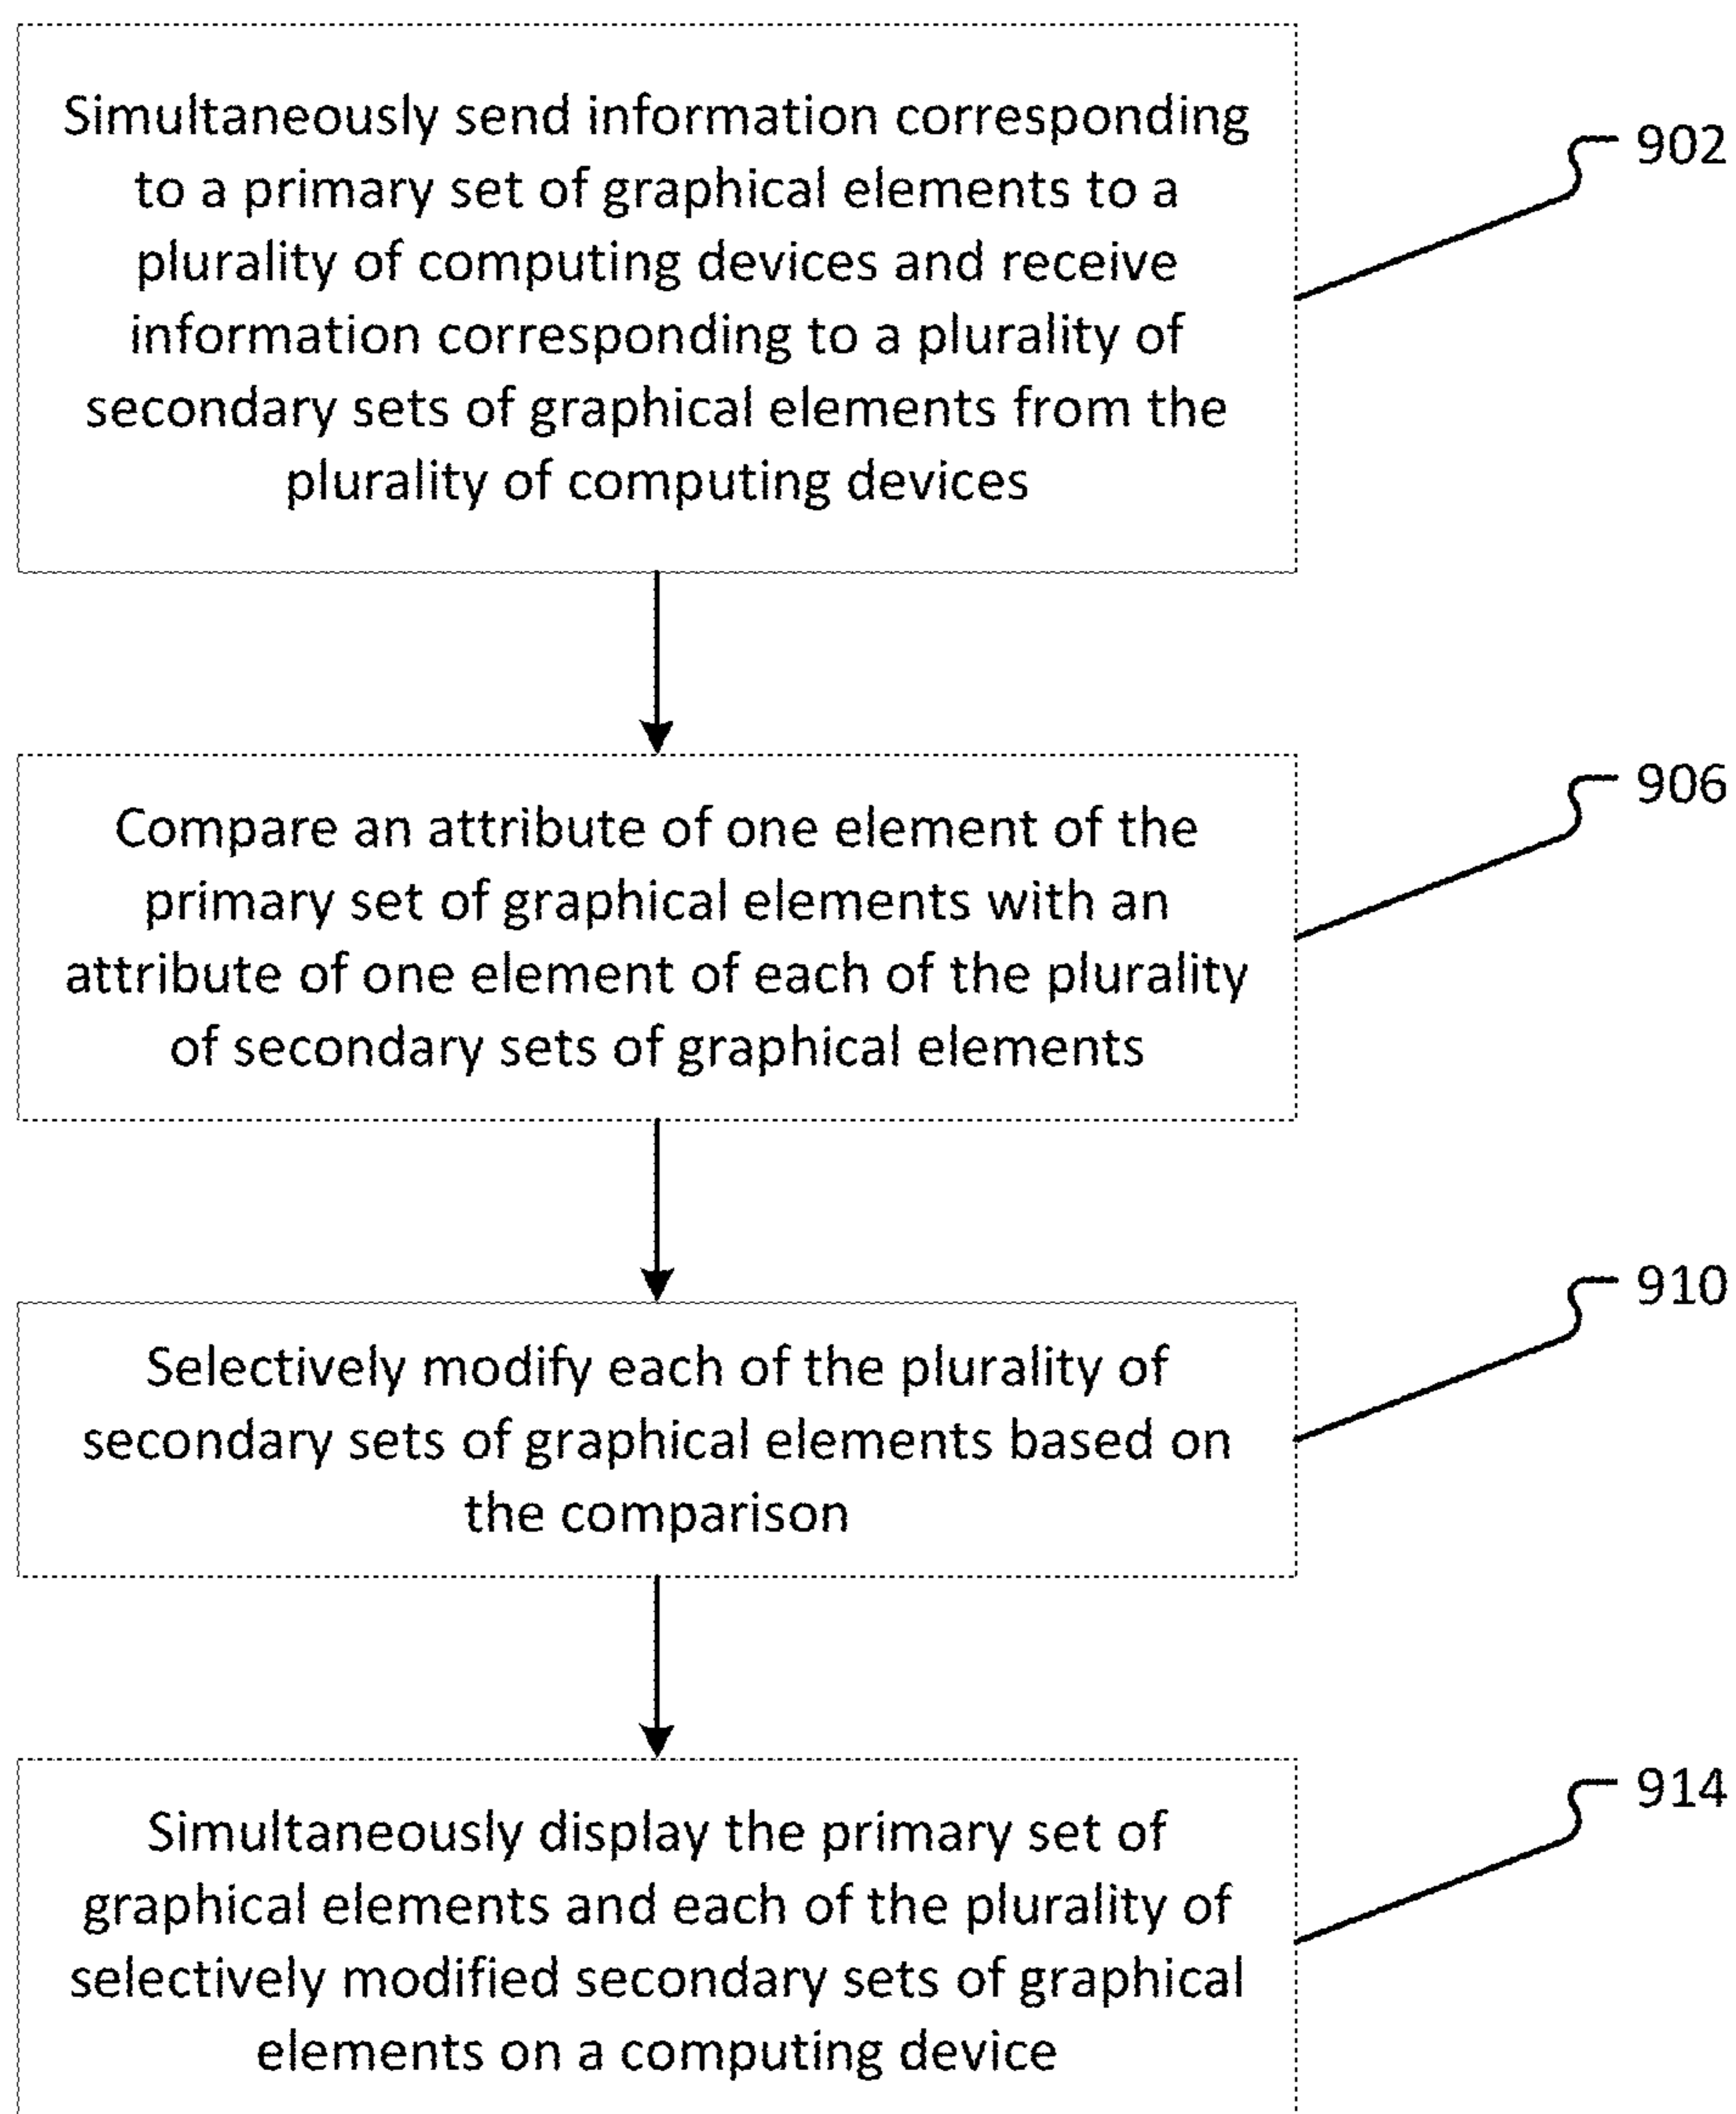 Simultaneously send information corresponding
to a primary set of graphical elements to a
plurality of computing devices and receive
information corresponding to a plurality of
secondary sets of graphical elements from the
plurality of computing devices
902
Compare an attribute of one element of the
primary set of graphical elements with an
attribute of one element of each of the plurality
of secondary sets of graphical elements
906
Selectively modify each of the plurality of
secondary sets of graphical elements based on
the comparison
910
Simultaneously display the primary set of
graphical elements and each of the plurality of
selectively modified secondary sets of graphical
elements on a computing device
914